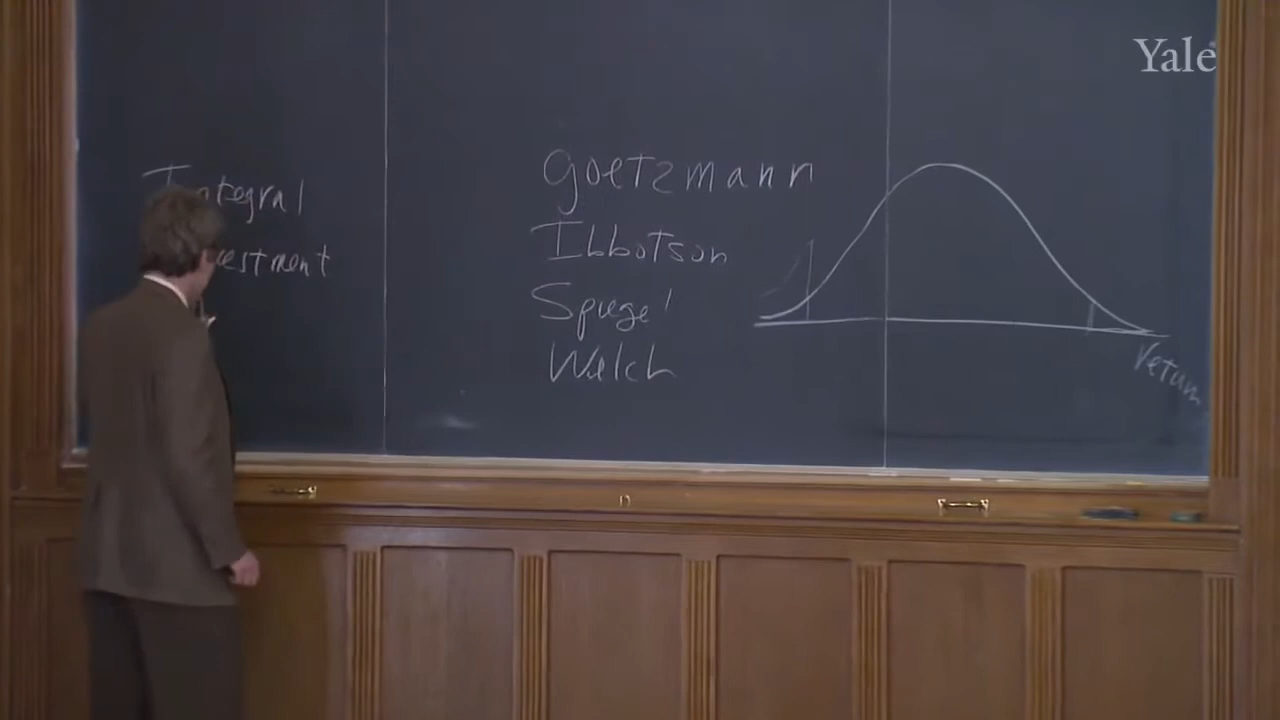 Integral
Goetzmann
Ibbotson
Spiegel
Welch
Return
Yale